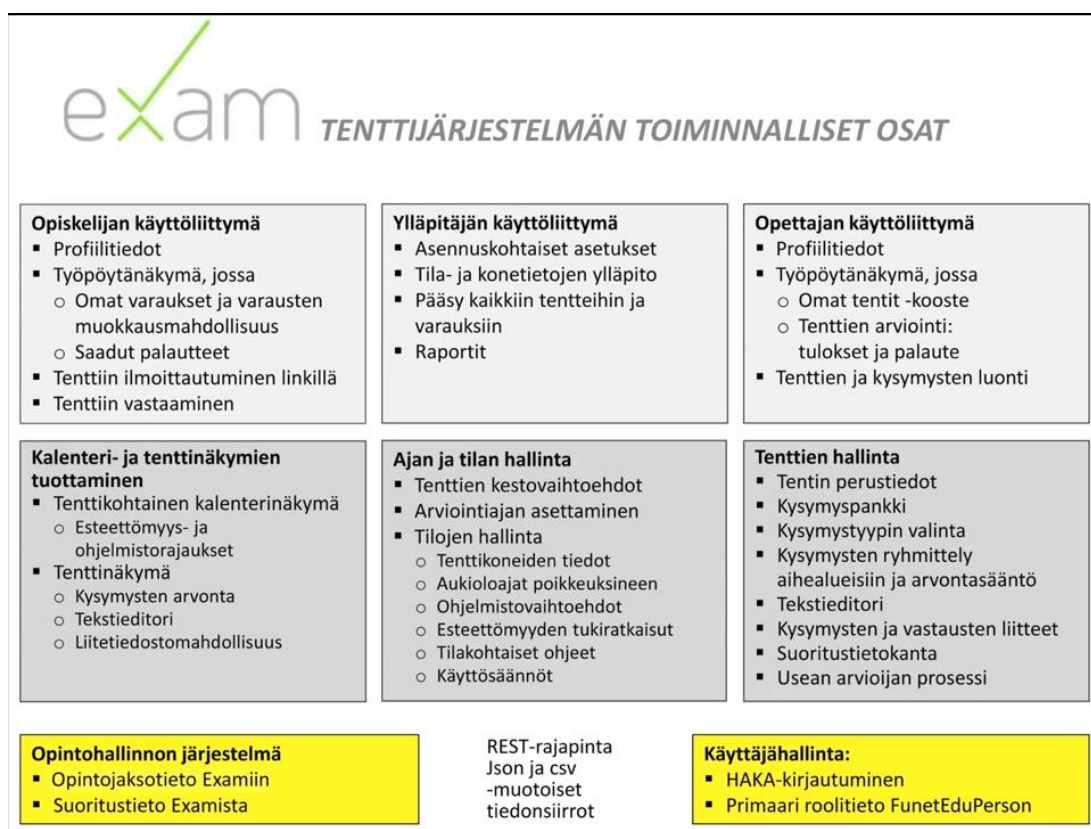 exam TENTTIJÄRJESTELMÄN TOIMINNALLISET OSAT
Opiskelijan käyttöliittymä
▪ Profiilitiedot
▪ Työpöytänäkymä, jossa
o Omat varaukset ja varausten
muokkausmahdollisuus
o Saadut palautteet
▪ Tenttiin ilmoittautuminen linkillä
▪ Tenttiin vastaaminen
Ylläpitäjän käyttöliittymä
▪ Asennuskohtaiset asetukset
▪ Tila- ja konetietojen ylläpito
▪ Pääsy kaikkiin tentteihin ja
varauksiin
▪ Raportit
Opettajan käyttöliittymä
▪ Profiilitiedot
▪ Työpöytänäkymä, jossa
o Omat tentit -kooste
o Tenttien arviointi:
tulokset ja palaute
▪ Tenttien ja kysymysten luonti
Kalenteri- ja tenttinäkymien
tuottaminen
▪ Tenttikohtainen kalenterinäkymä
o Esteettömyys- ja
ohjelmistorajaukset
▪ Tenttinäkymä
o Kysymysten arvonta
o Tekstieditori
o Liitetiedostomahdollisuus
Ajan ja tilan hallinta
▪ Tenttien kestovaihtoehdot
▪ Arviointiajan asettaminen
▪ Tilojen hallinta
o Tenttikoneiden tiedot
o Aukioloajat poikkeuksineen
o Ohjelmistovaihtoehdot
o Esteettömyyden tukiratkaisut
o Tilakohtaiset ohjeet
o Käyttösäännöt
Tenttien hallinta
▪ Tentin perustiedot
▪ Kysymyspankki
▪ Kysymystyypin valinta
▪ Kysymysten ryhmittely
aihealueisiin ja arvontasääntö
▪ Tekstieditori
▪ Kysymysten ja vastausten liitteet
▪ Suoritustietokanta
▪ Usean arvioijan prosessi
Opintohallinnon järjestelmä
▪ Opintojaksotieto Examiin
▪ Suoritustieto Examista
REST-rajapinta
Json ja csv
-muotoiset
tiedonsiirrot
Käyttäjähallinta:
▪ HAKA-kirjautuminen
▪ Primaari roolitieto FunetEduPerson